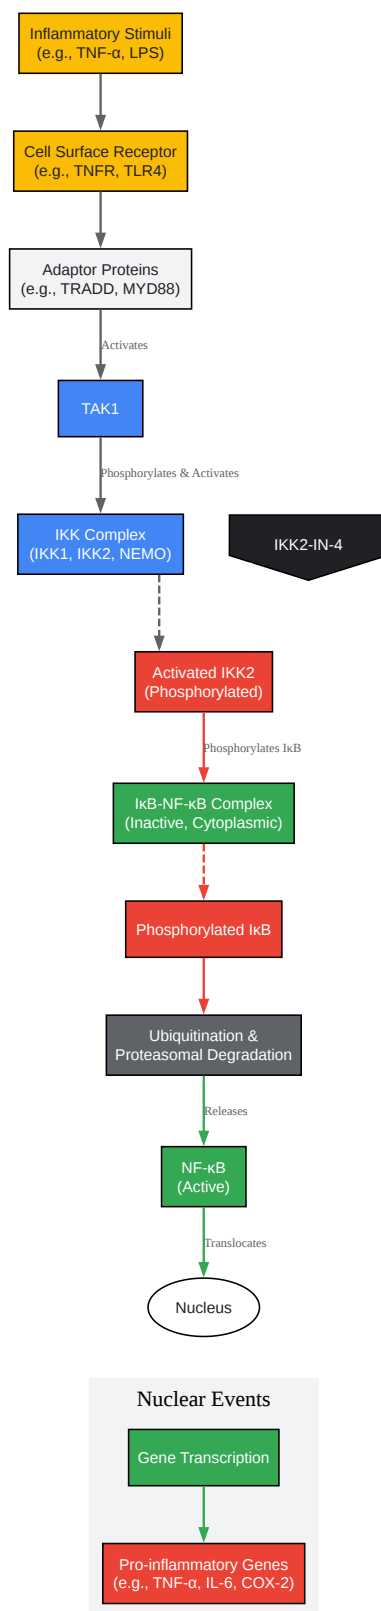 Inflammatory Stimuli
(e.g., TNF-α, LPS)
Cell Surface Receptor
(e.g., TNFR, TLR4)
Adaptor Proteins
(e.g., TRADD, MYD88)
Activates
TAK1
Phosphorylates & Activates
IKK Complex
(IKK1, IKK2, NEMO)
IKK2-IN-4
Activated IKK2
(Phosphorylated)
Phosphorylates IκB
IκB-NF-κB Complex
(Inactive, Cytoplasmic)
Phosphorylated IκB
Ubiquitination &
Proteasomal Degradation
Releases
NF-κB
(Active)
Translocates
Nucleus
Nuclear Events
Gene Transcription
Pro-inflammatory Genes
(e.g., TNF-α, IL-6, COX-2)